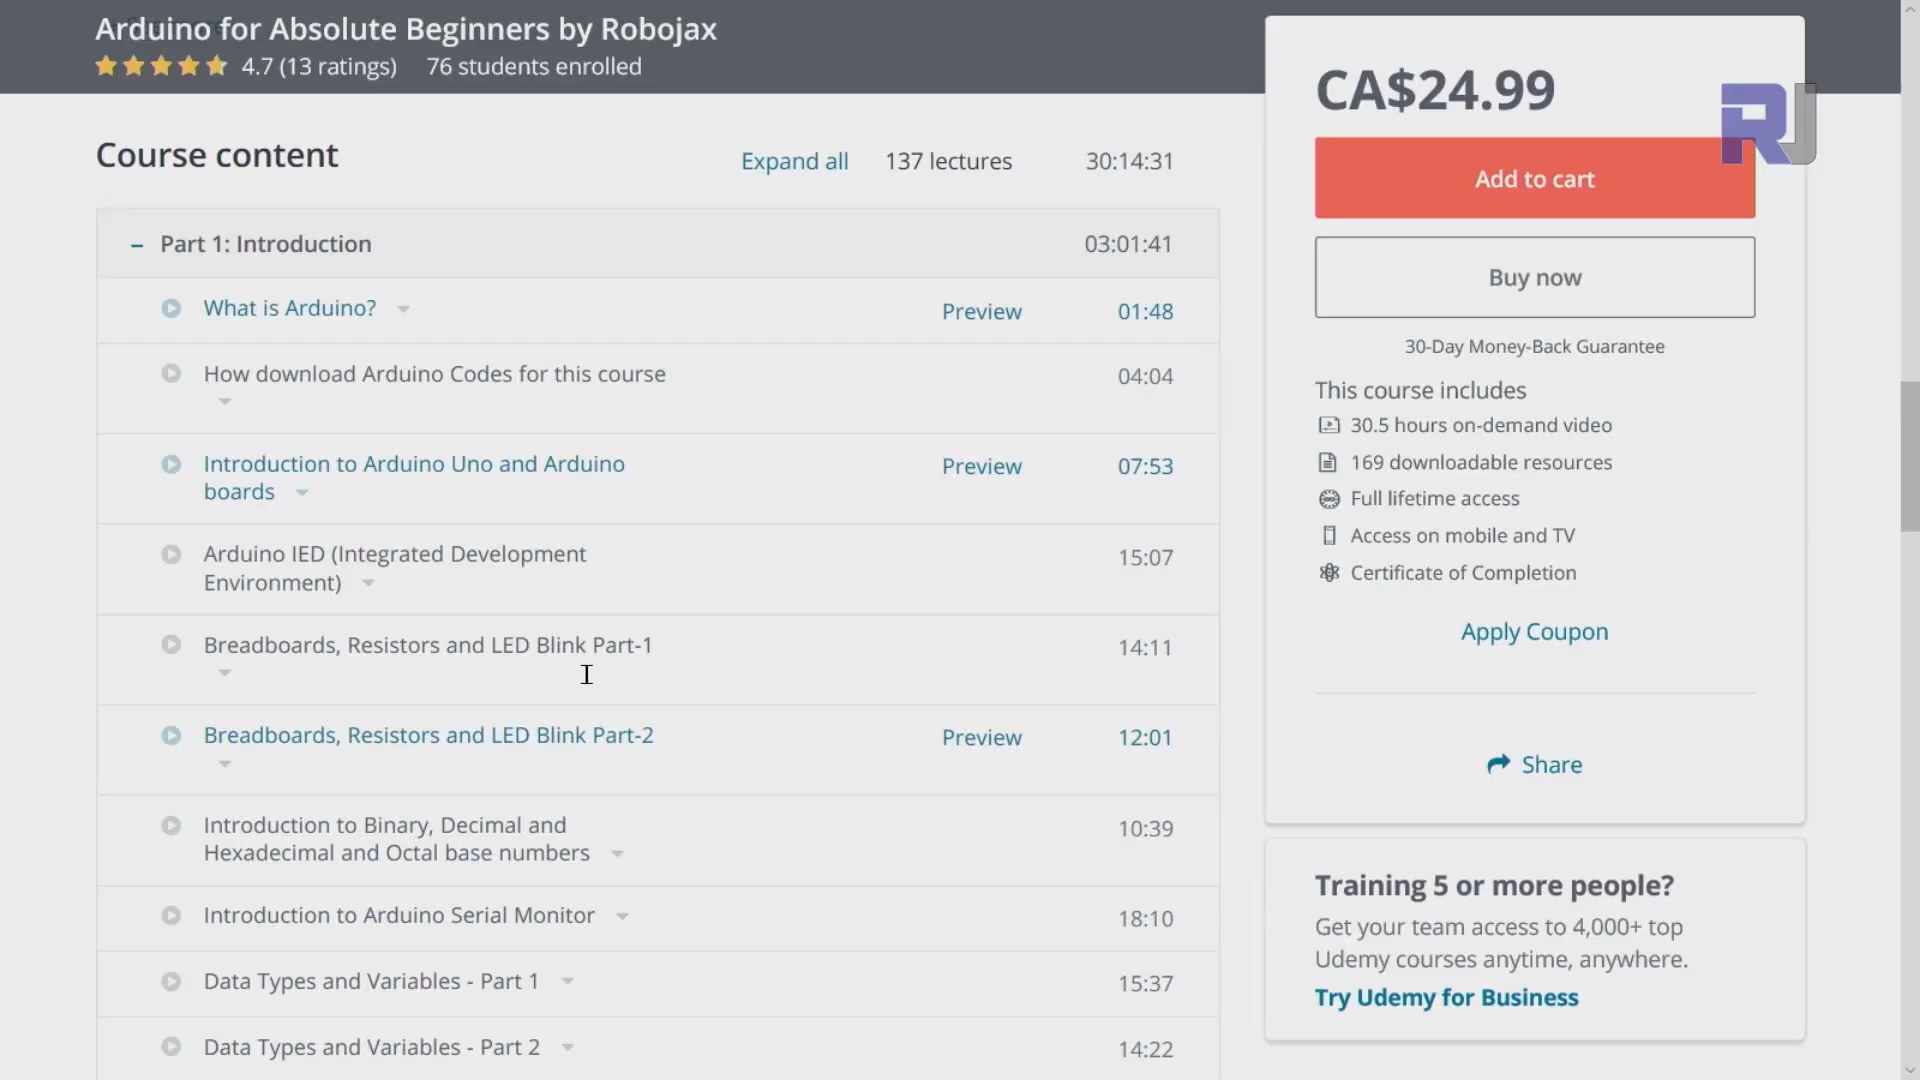 Arduino for Absolute Beginners by Robojax
4.7 (13 ratings) 76 students enrolled
Course content
Expand all 137 lectures 30:14:31
– Part 1: Introduction 03:01:41
What is Arduino? Preview 01:48
How download Arduino Codes for this course 04:04
Introduction to Arduino Uno and Arduino
boards Preview 07:53
Arduino IED (Integrated Development
Environment) 15:07
Breadboards, Resistors and LED Blink Part-1 14:11
Breadboards, Resistors and LED Blink Part-2 Preview 12:01
Introduction to Binary, Decimal and
Hexadecimal and Octal base numbers 10:39
Introduction to Arduino Serial Monitor 18:10
Data Types and Variables - Part 1 15:37
Data Types and Variables - Part 2 14:22
CA$24.99
RJ
Add to cart
Buy now
30-Day Money-Back Guarantee
This course includes
30.5 hours on-demand video
169 downloadable resources
Full lifetime access
Access on mobile and TV
Certificate of Completion
Apply Coupon
Share
Training 5 or more people?
Get your team access to 4,000+ top
Udemy courses anytime, anywhere.
Try Udemy for Business